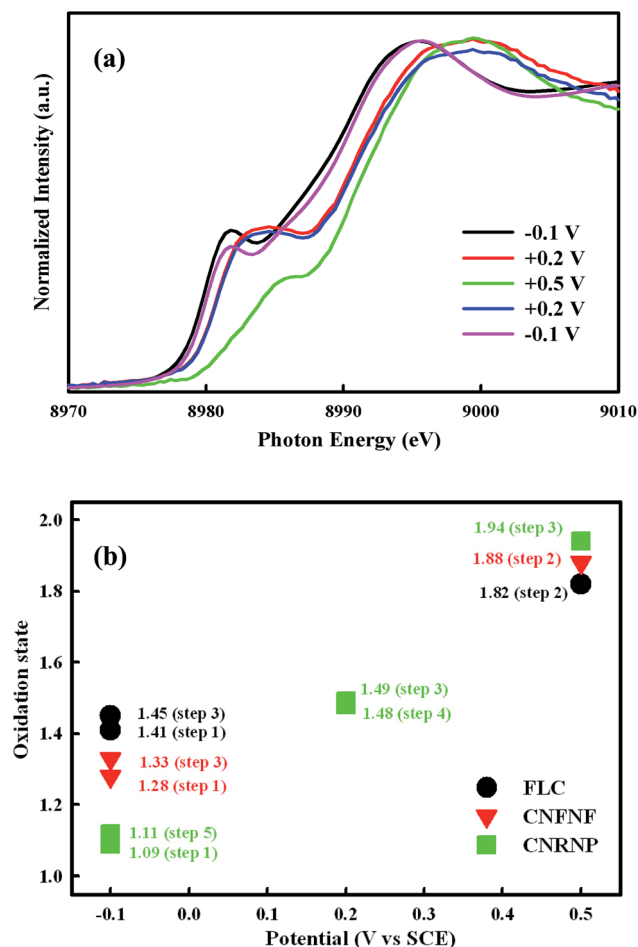 (a)
Normalized Intensity (a.u.)
-0.1 V
+0.2 V
+0.5 V
+0.2 V
-0.1 V
8970 8980 8990 9000 9010
Photon Energy (eV)
(b)
Oxidation state
2.0
1.8
1.6
1.4
1.2
1.0
1.94 (step 3)
1.88 (step 2)
1.82 (step 2)
1.49 (step 3)
1.48 (step 4)
1.45 (step 3)
1.41 (step 1)
1.33 (step 3)
1.28 (step 1)
1.11 (step 5)
1.09 (step 1)
FLC
CNFNF
CNRNP
-0.1 0.0 0.1 0.2 0.3 0.4 0.5
Potential (V vs SCE)